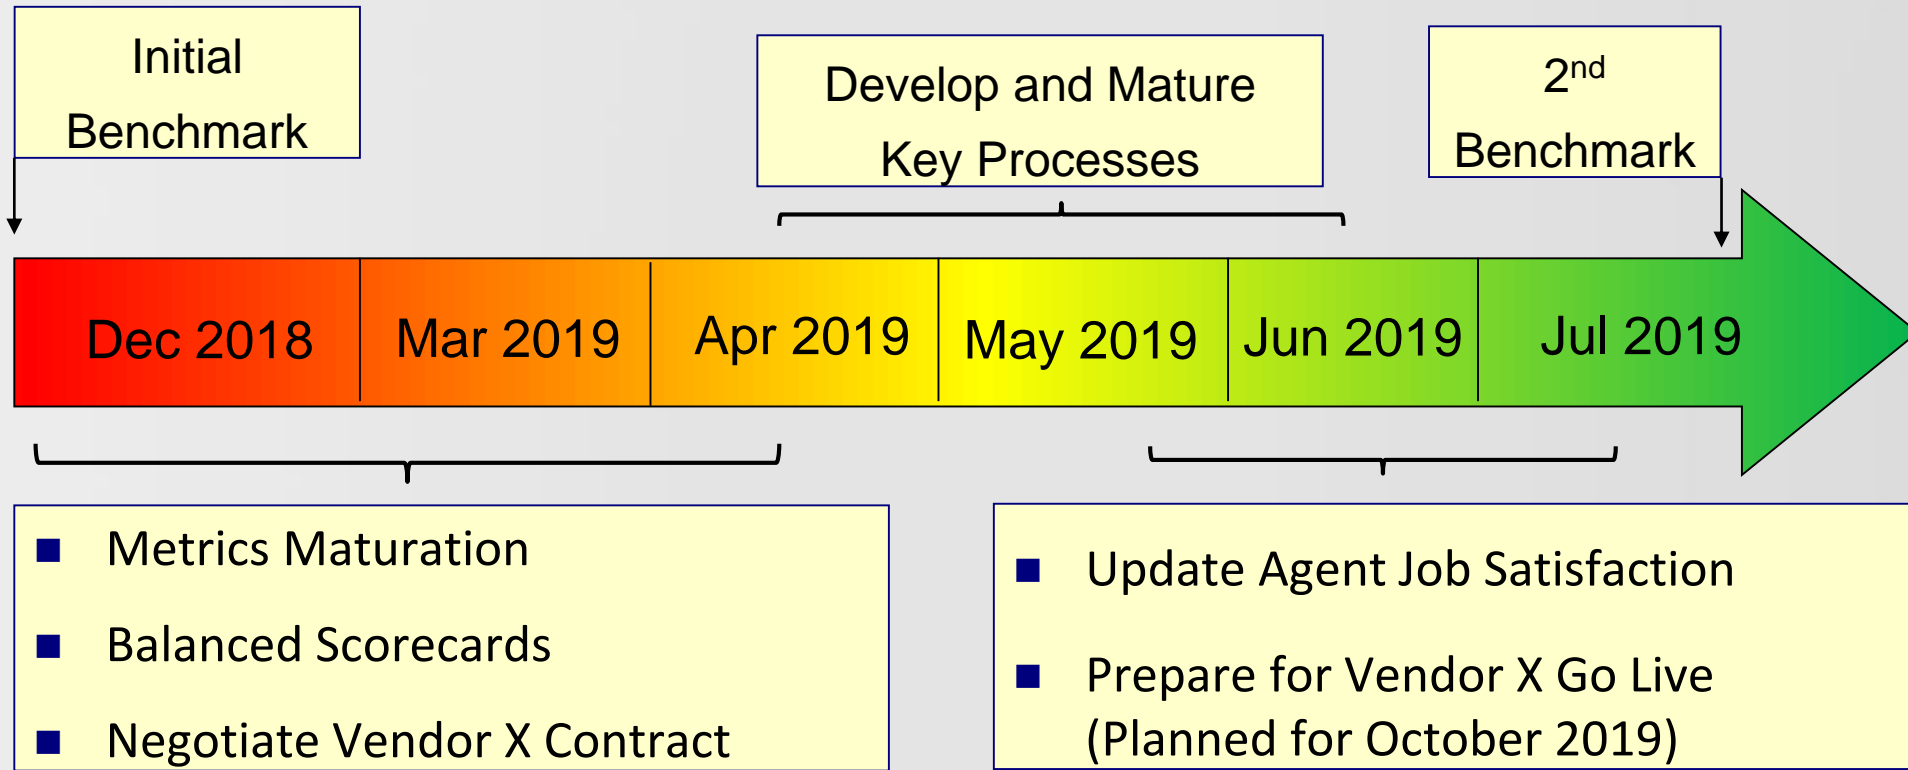 Initial
Benchmark
Develop and Mature
Key Processes
2nd
Benchmark
Dec 2018
Mar 2019
Apr 2019
May 2019
Jun 2019
Jul 2019
■ Metrics Maturation
■ Balanced Scorecards
■ Negotiate Vendor X Contract
■ Update Agent Job Satisfaction
■ Prepare for Vendor X Go Live
(Planned for October 2019)